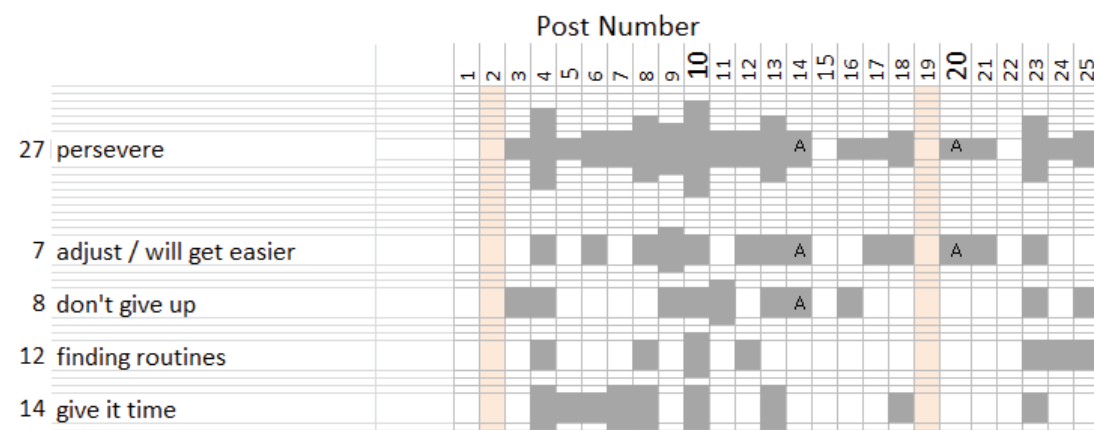 Post Number
1 2 3 4 5 6 7 8 9 10 11 12 13 14 15 16 17 18 19 20 21 22 23 24 25
27 persevere A A
7 adjust / will get easier A A
8 don't give up A
12 finding routines
14 give it time